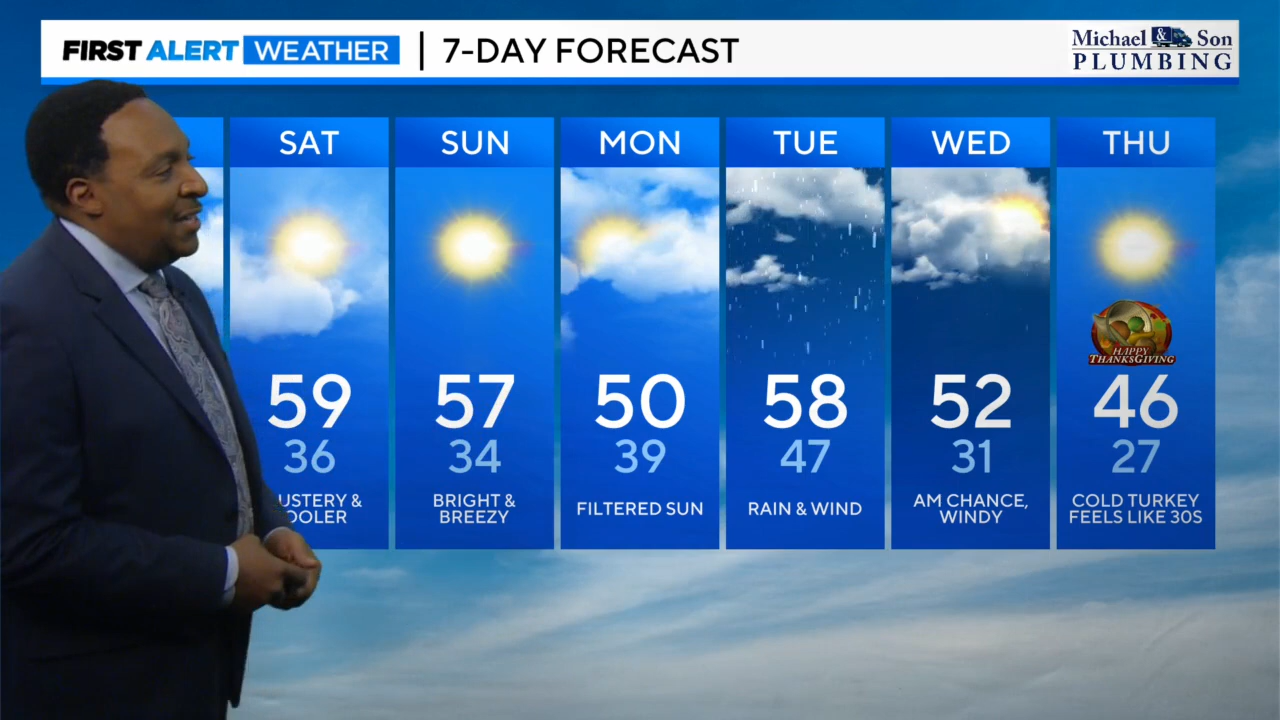 FIRST ALERT WEATHER | 7-DAY FORECAST
Michael & Son
PLUMBING
SAT SUN MON TUE WED THU
HAPPY
THANKSGIVING
59 57 50 58 52 46
36 34 39 47 31 27
BRIGHT &
BREEZY
FILTERED SUN
RAIN & WIND
AM CHANCE,
WINDY
COLD TURKEY
FEELS LIKE 30S